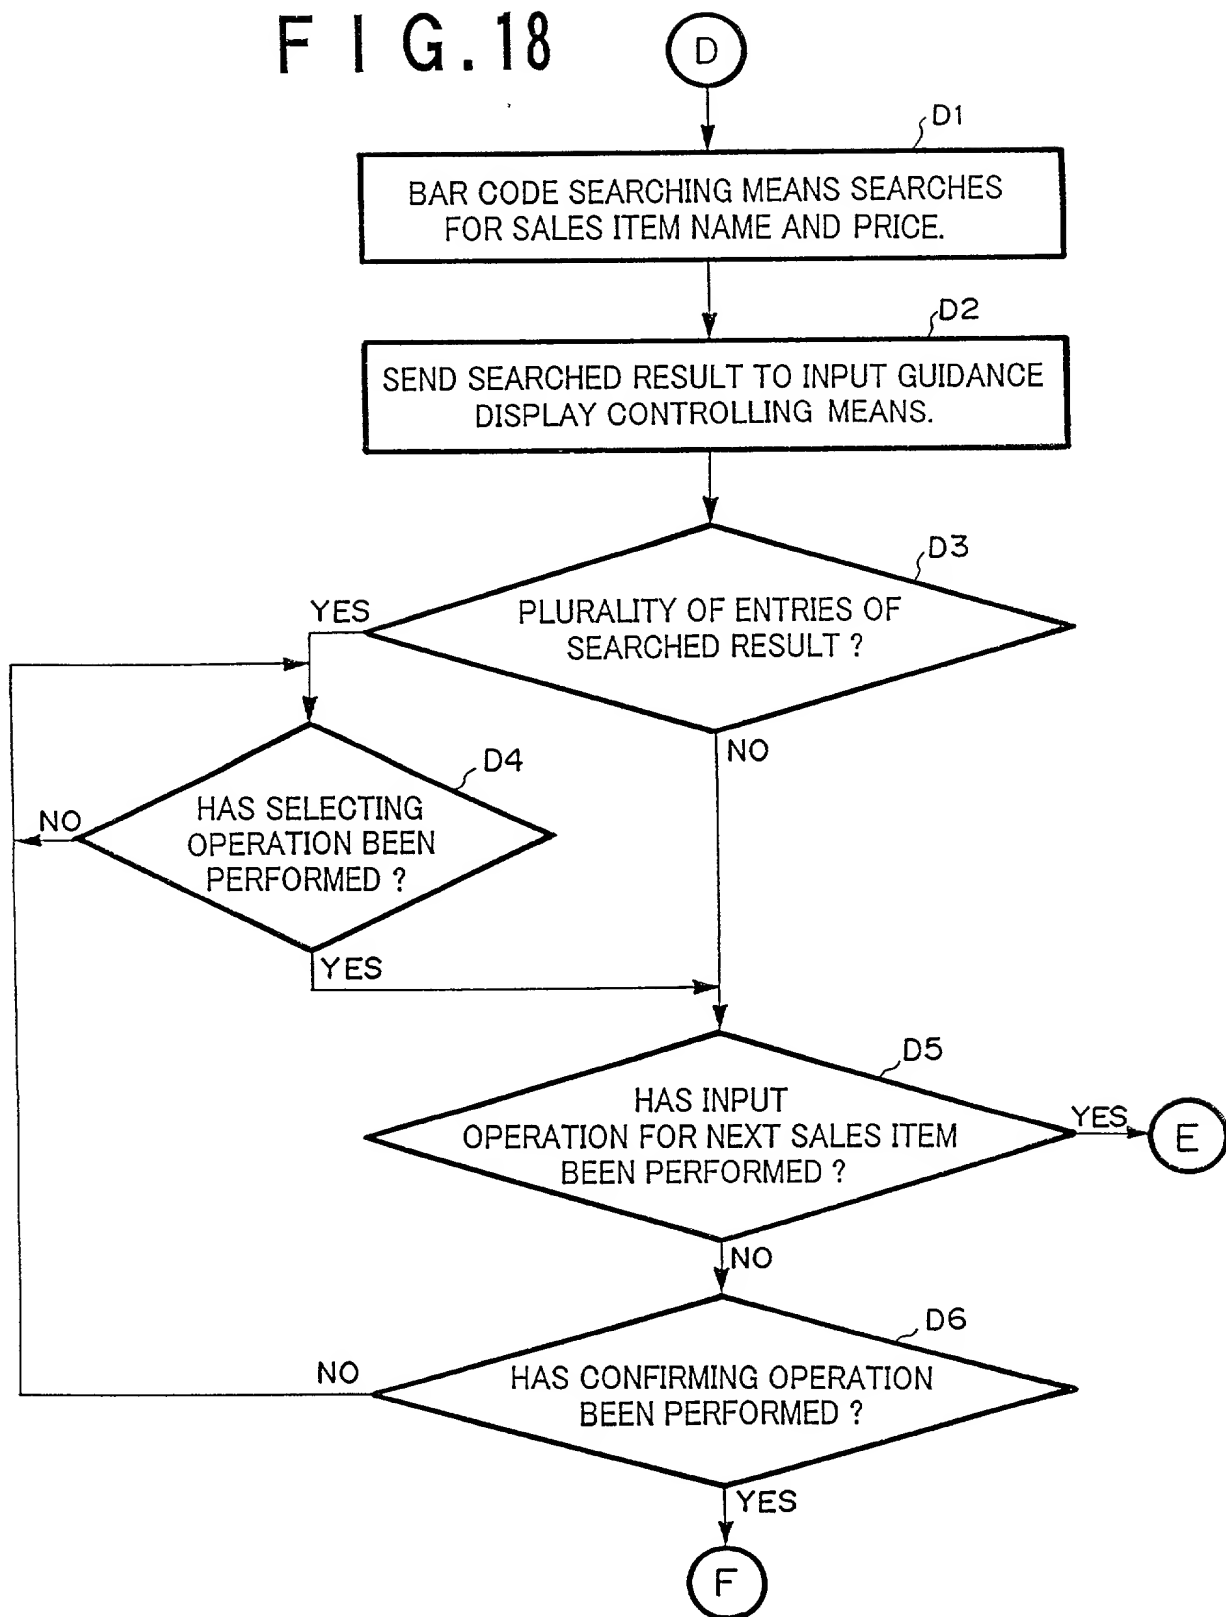 FIG.18
D
D1
BAR CODE SEARCHING MEANS SEARCHES
FOR SALES ITEM NAME AND PRICE.
D2
SEND SEARCHED RESULT TO INPUT GUIDANCE
DISPLAY CONTROLLING MEANS.
D3
YES
PLURALITY OF ENTRIES OF
SEARCHED RESULT ?
NO
D4
NO
HAS SELECTING
OPERATION BEEN
PERFORMED ?
YES
D5
HAS INPUT
OPERATION FOR NEXT SALES ITEM
BEEN PERFORMED ?
YES
E
NO
D6
NO
HAS CONFIRMING OPERATION
BEEN PERFORMED ?
YES
F